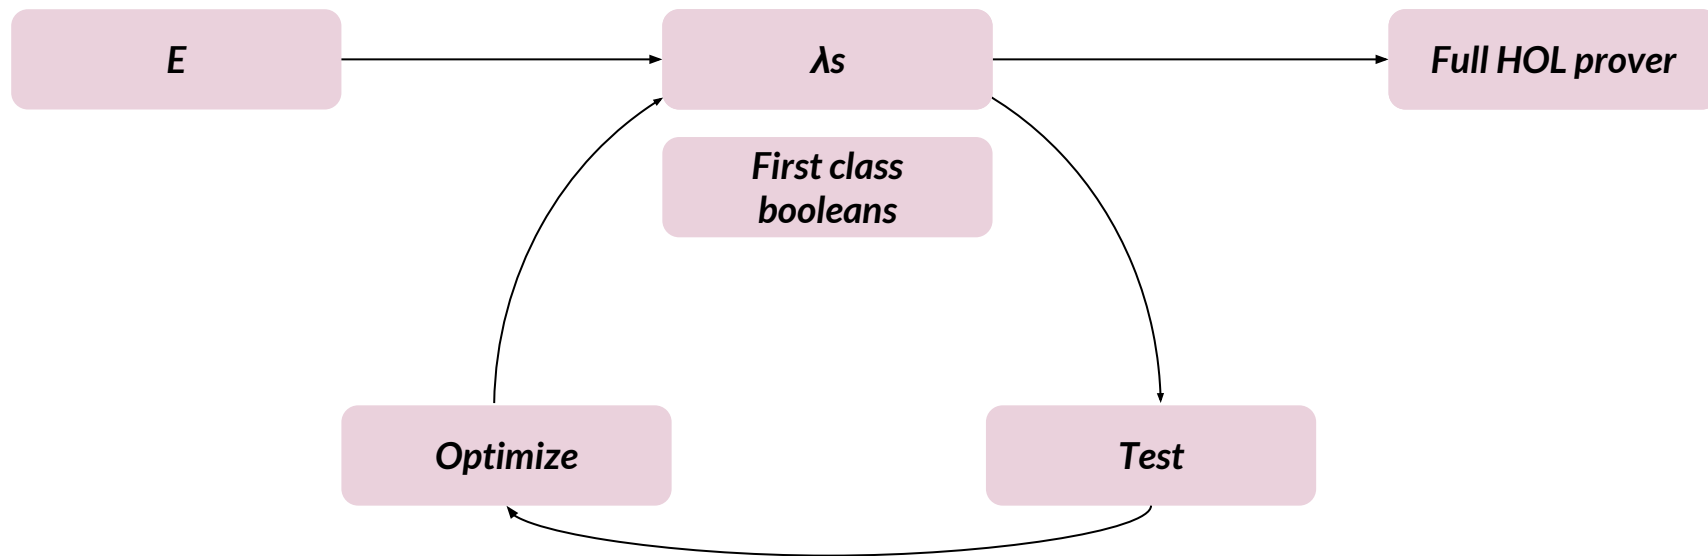 E
λs
Full HOL prover
First class
booleans
Optimize
Test